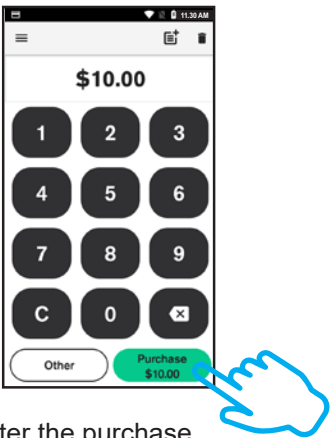 11.30 AM
$10.00
1 2 3
4 5 6
7 8 9
C 0
Other Purchase
$10.00
the purchase